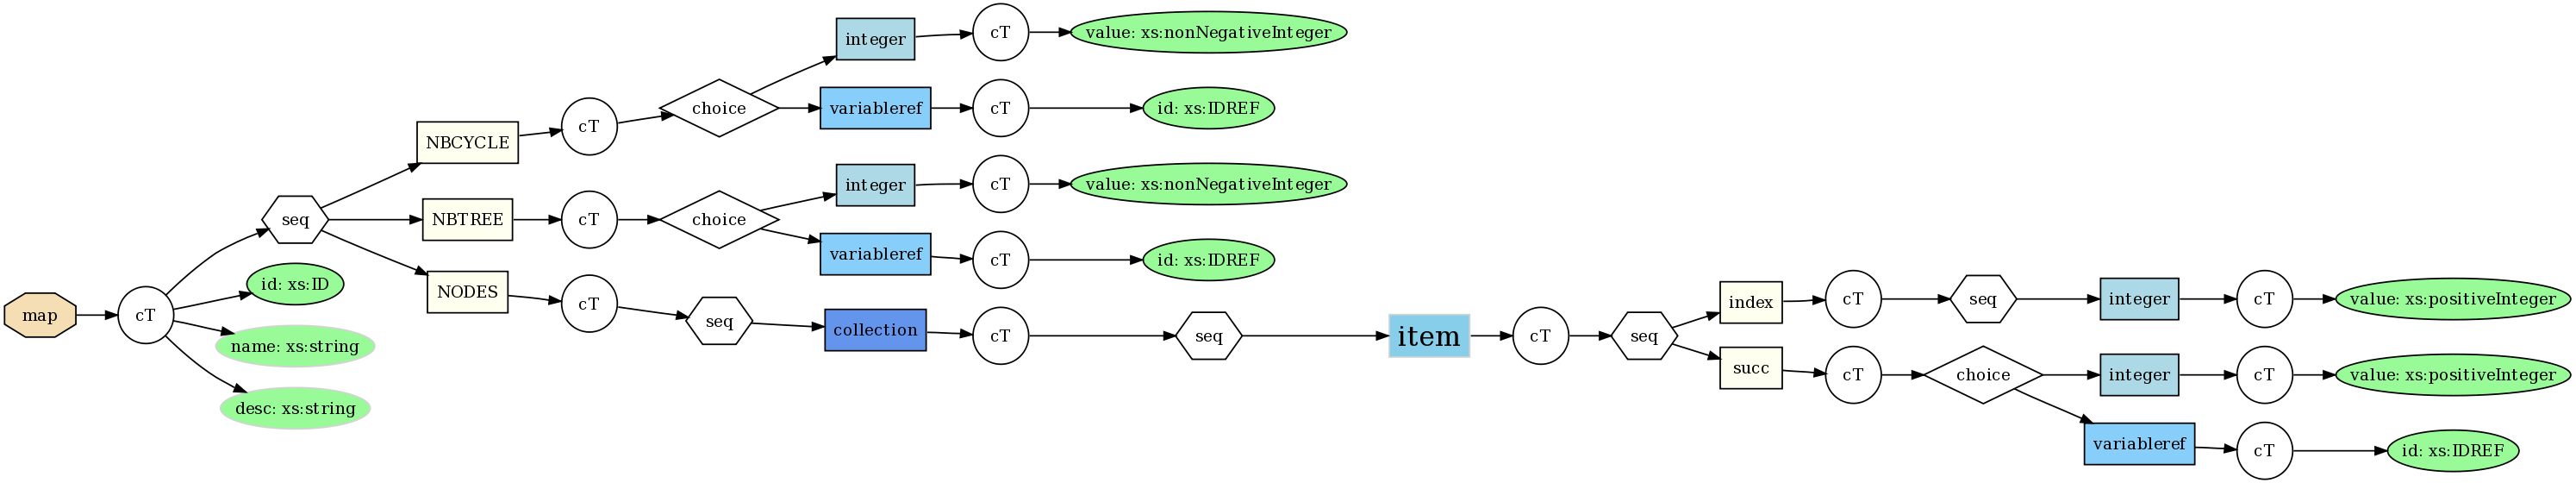 map
cT
seq
id: xs:ID
name: xs:string
desc: xs:string
NBCYCLE
cT
choice
integer
cT
value: xs:nonNegativeInteger
variableref
cT
id: xs:IDREF
NBTREE
cT
choice
integer
cT
value: xs:nonNegativeInteger
variableref
cT
id: xs:IDREF
NODES
cT
seq
collection
cT
seq
item
cT
seq
index
cT
seq
integer
cT
value: xs:positiveInteger
succ
cT
choice
integer
cT
value: xs:positiveInteger
variableref
cT
id: xs:IDREF